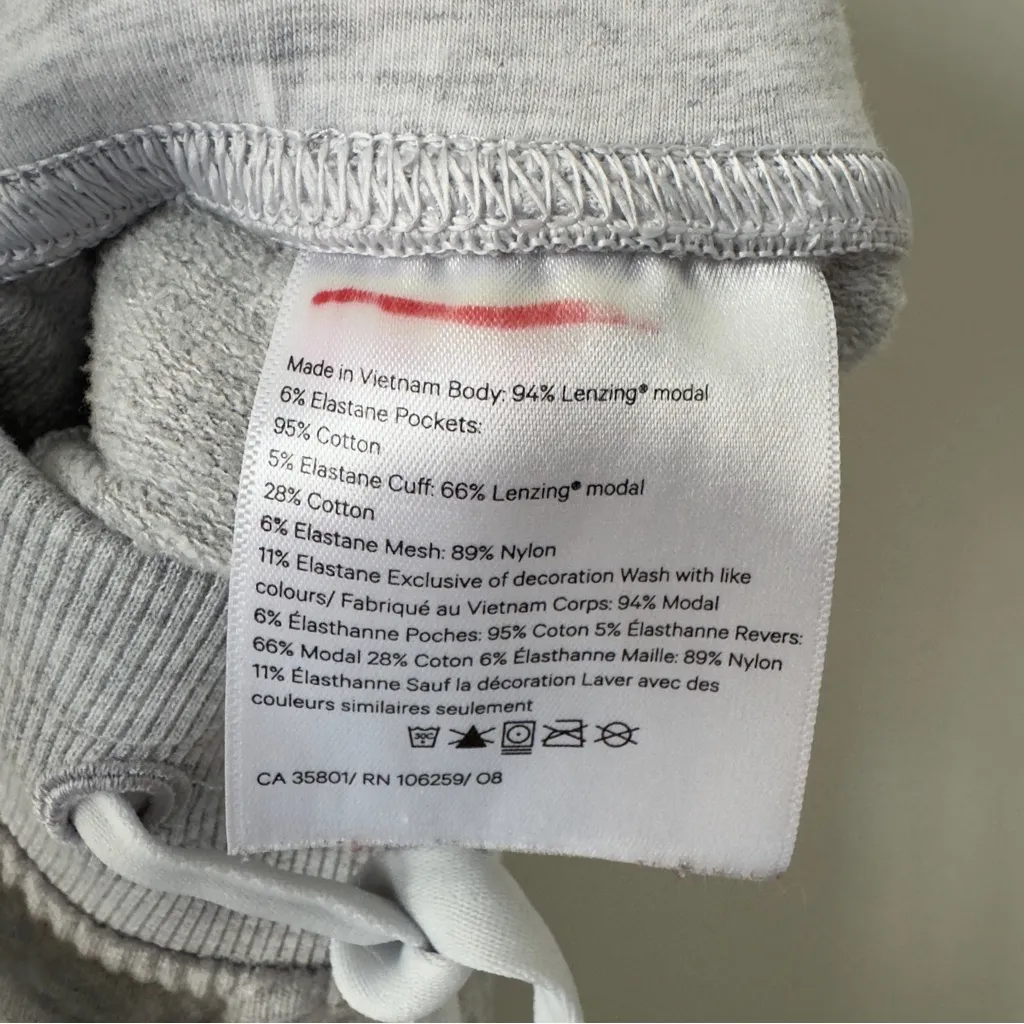 Made in Vietnam Body: 94% Lenzing® modal
6% Elastane Pockets:
95% Cotton
5% Elastane Cuff: 66% Lenzing® modal
28% Cotton
6% Elastane Mesh: 89% Nylon
11% Elastane Exclusive of decoration Wash with like
colours/ Fabriqué au Vietnam Corps: 94% Modal
6% Élasthanne Poches: 95% Coton 5% Élasthanne Revers:
66% Modal 28% Coton 6% Élasthanne Maille: 89% Nylon
11% Élasthanne Sauf la décoration Laver avec des
couleurs similaires seulement
30C
CA 35801/ RN 106259/ 08